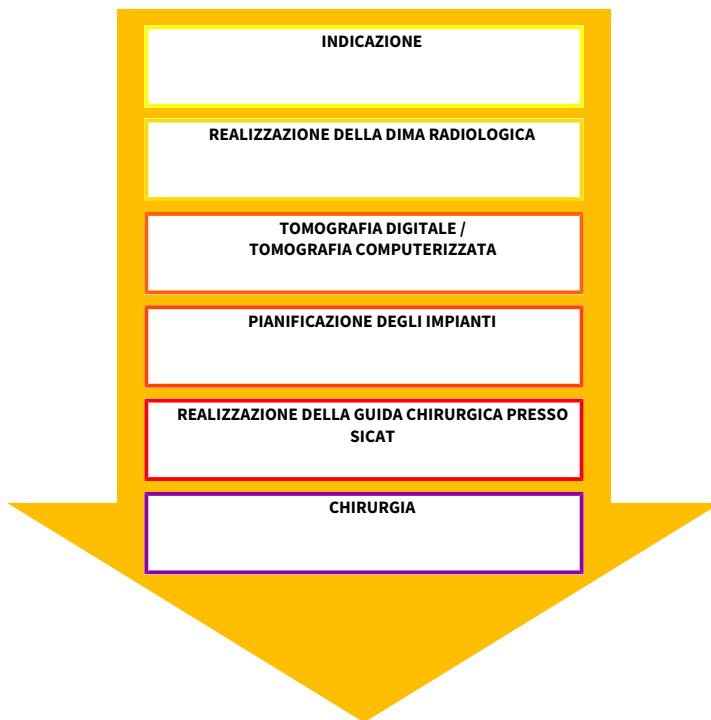 INDICAZIONE
REALIZZAZIONE DELLA DIMA RADIOLOGICA
TOMOGRAFIA DIGITALE /
TOMOGRAFIA COMPUTERIZZATA
PIANIFICAZIONE DEGLI IMPIANTI
REALIZZAZIONE DELLA GUIDA CHIRURGICA PRESSO
SICAT
CHIRURGIA